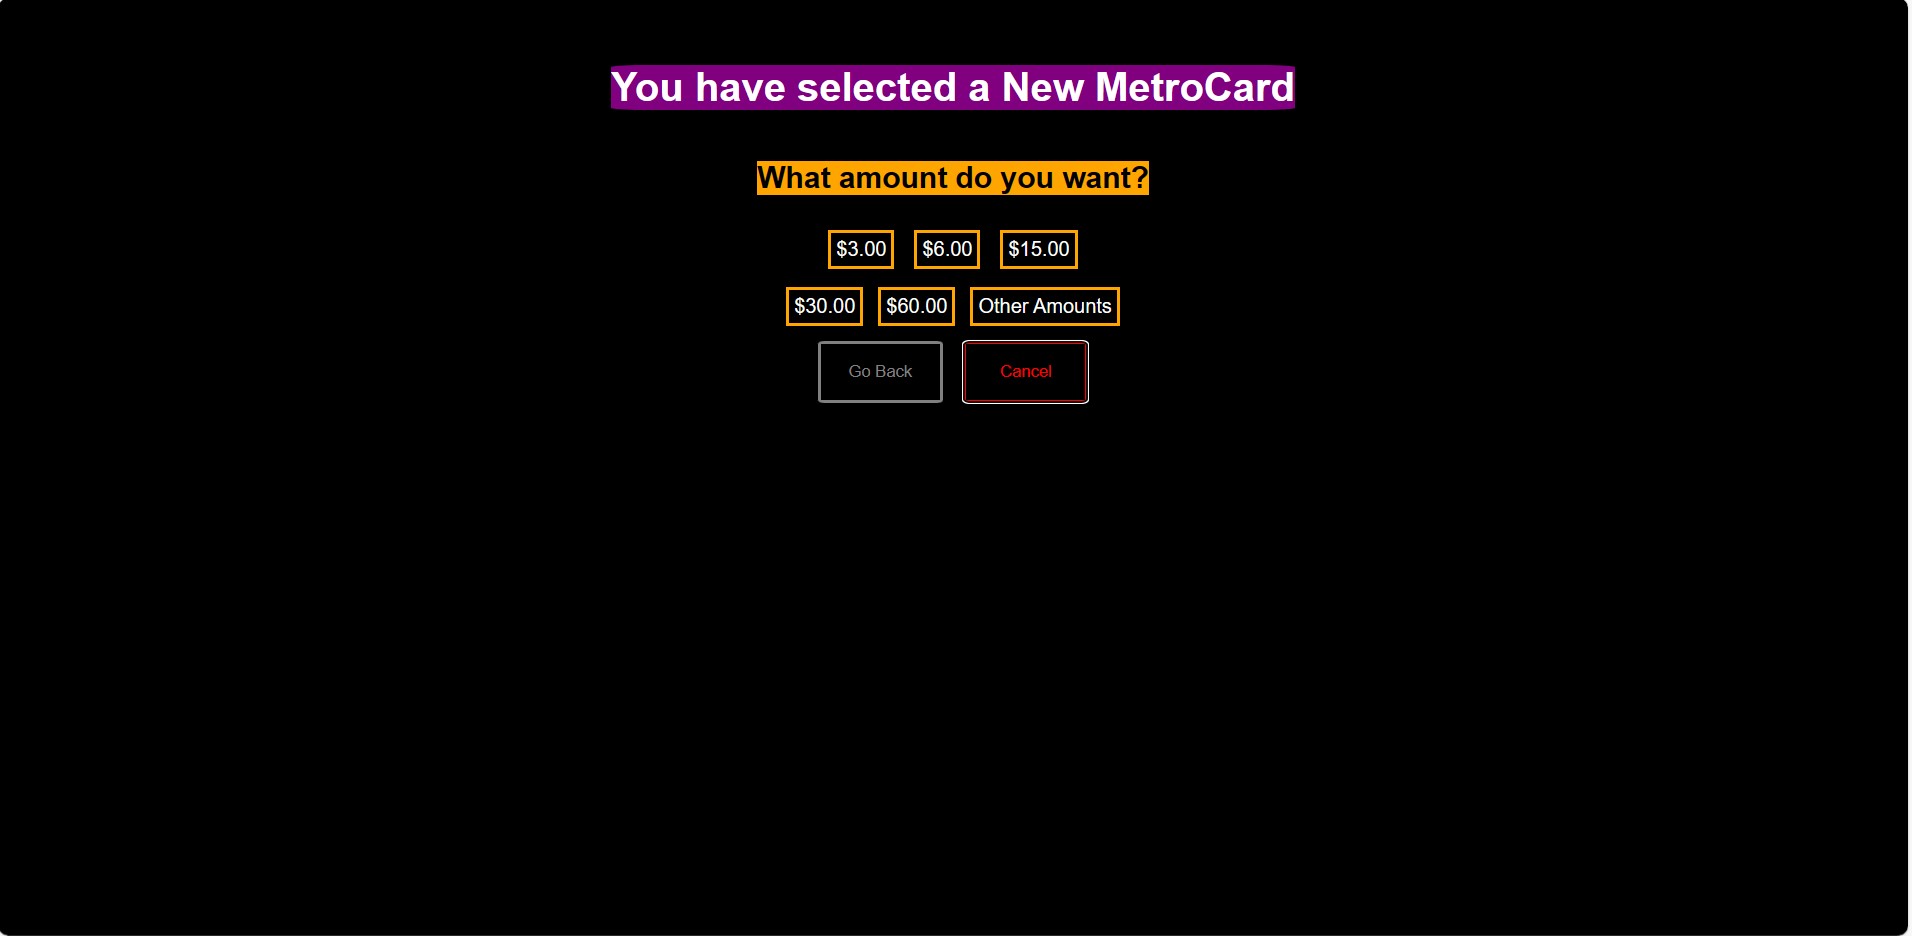 You have selected a New MetroCard
What amount do you want?
$3.00 $6.00 $15.00
$30.00 $60.00 Other Amounts
Go Back Cancel